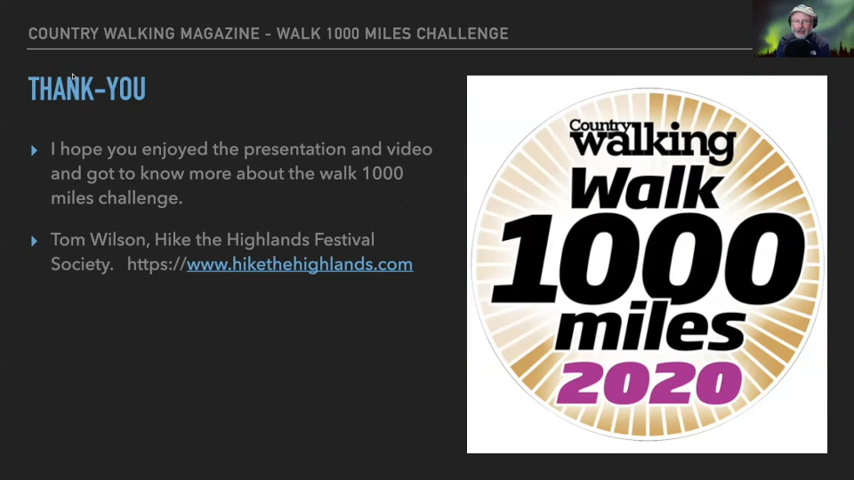 COUNTRY WALKING MAGAZINE - WALK 1000 MILES CHALLENGE
THANK-YOU
I hope you enjoyed the presentation and video
and got to know more about the walk 1000
miles challenge.
Tom Wilson, Hike the Highlands Festival
Society. https://www.hikethehighlands.com
Country
walking
Walk
1000
miles
2020